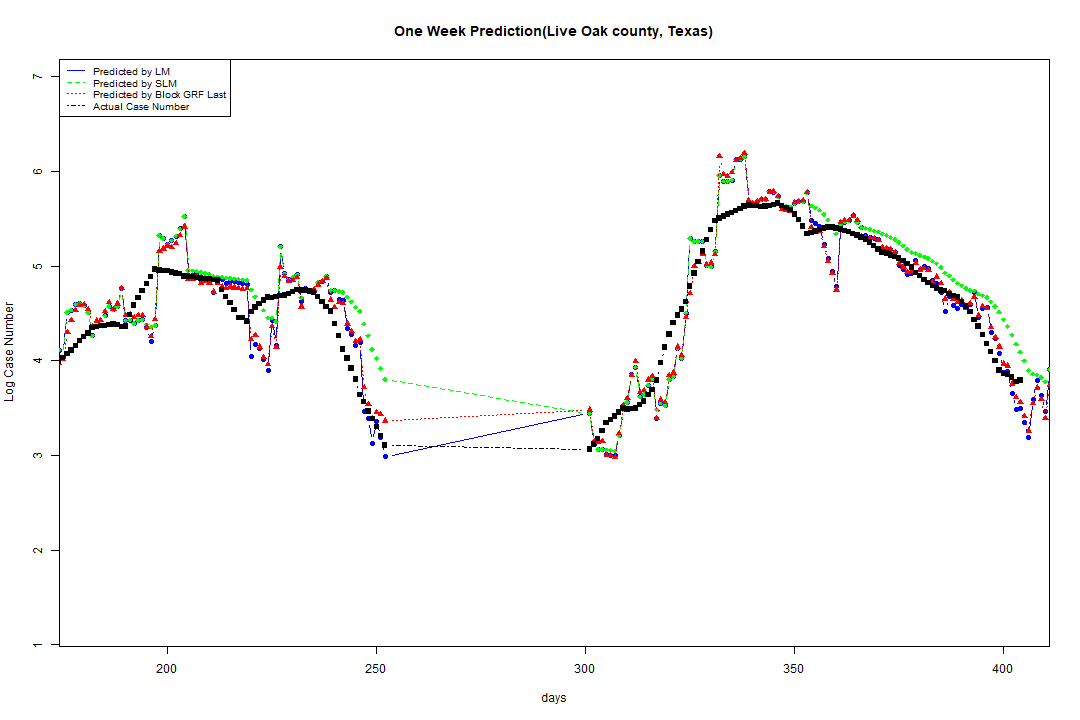 One Week Prediction(Live Oak county, Texas)
Predicted by LM
Predicted by SLM
Predicted by Block GRF Last
Actual Case Number
7
6
5
4
3
2
1
Log Case Number
200
250
300
350
400
days